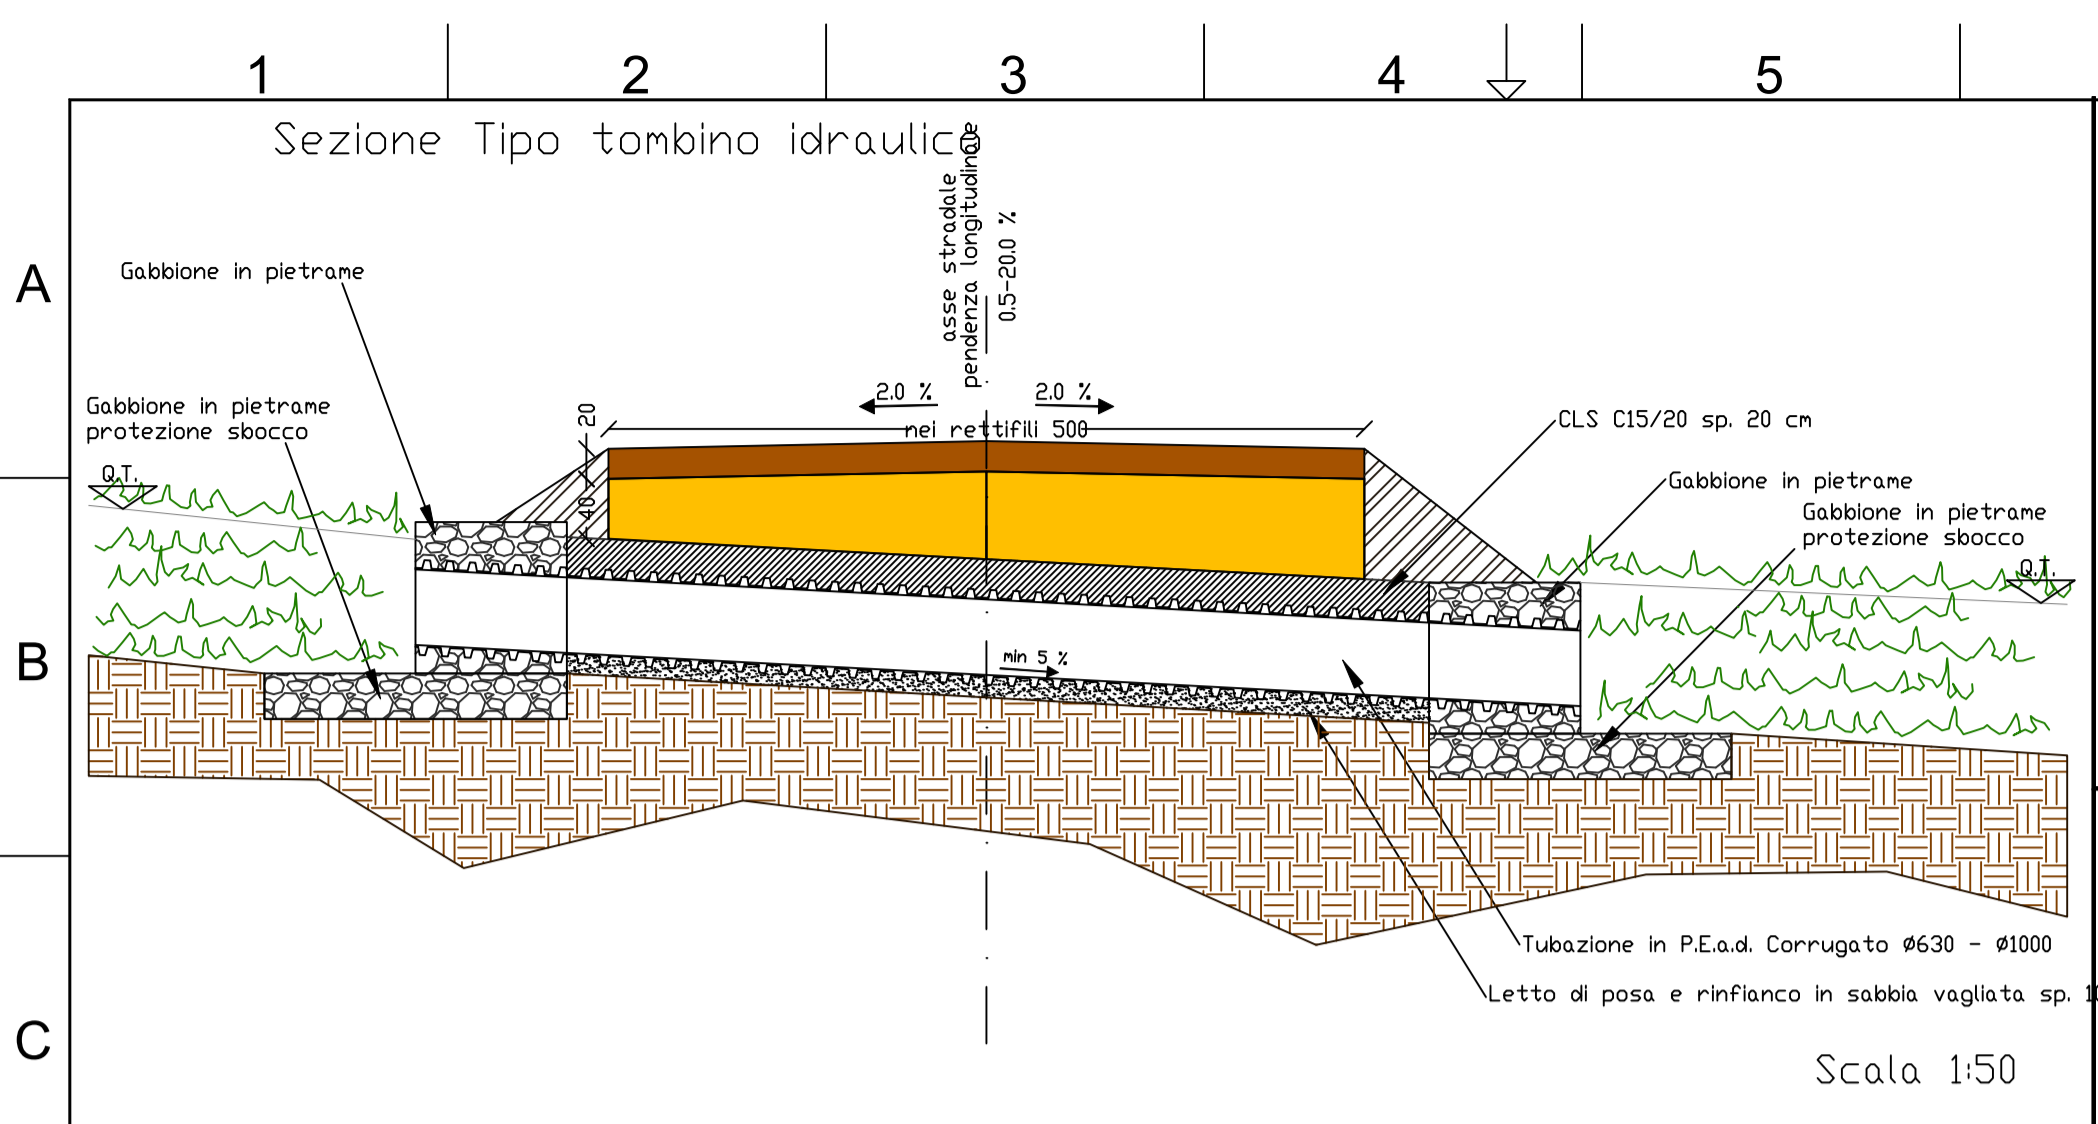 1 2 3 4 5
Sezione Tipo tombino idraulico
asse stradale
pendenza longitudinale
0.5-20.0 %
A
Gabbione in pietrame
2.0 % 2.0 %
Gabbione in pietrame
protezione sbocco
20
nei rettifili 500
CLS C15/20 sp. 20 cm
Q.T.
Gabbione in pietrame
40
Gabbione in pietrame
protezione sbocco
Q.T.
B
min 5 %
Tubazione in P.E.a.d. Corrugato Ø630 - Ø1000
Letto di posa e rinfianco in sabbia vagliata sp.
C
Scala 1:50